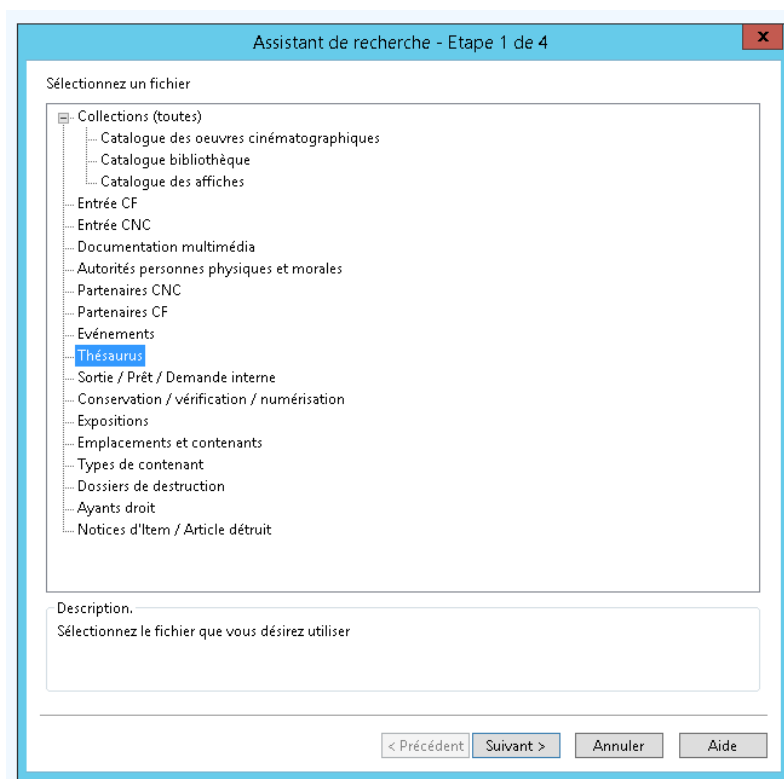 Assistant de recherche - Etape 1 de 4
x
Sélectionnez un fichier
Collections (toutes)
Catalogue des oeuvres cinématographiques
Catalogue bibliothèque
Catalogue des affiches
Entrée CF
Entrée CNC
Documentation multimédia
Autorités personnes physiques et morales
Partenaires CNC
Partenaires CF
Evénements
Thésaurus
Sortie / Prêt / Demande interne
Conservation / vérification / numérisation
Expositions
Emplacements et contenants
Types de contenant
Dossiers de destruction
Ayants droit
Notices d'Item / Article détruit
Description.
Sélectionnez le fichier que vous désirez utiliser
< Précédent Suivant > Annuler Aide